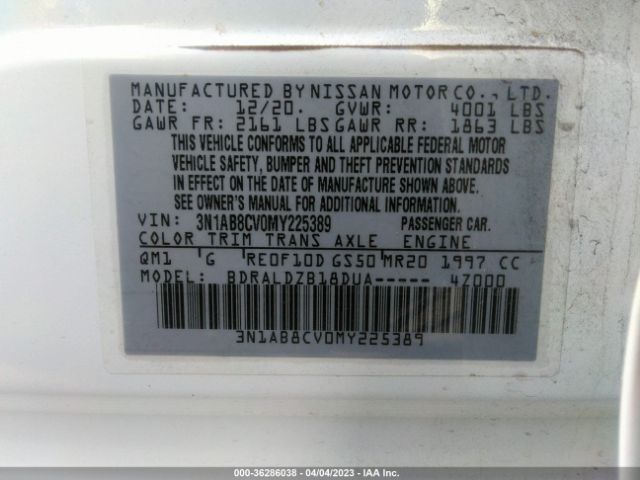 MANUFACTURED BY NISSAN MOTOR CO., LTD.
DATE: 12/20. GVWR: 4001 LBS
GAWR FR: 2161 LBS GAWR RR: 1863 LBS
THIS VEHICLE CONFORMS TO ALL APPLICABLE FEDERAL MOTOR
VEHICLE SAFETY, BUMPER AND THEFT PREVENTION STANDARDS
IN EFFECT ON THE DATE OF MANUFACTURE SHOWN ABOVE.
SEE OWNER'S MANUAL FOR ADDITIONAL INFORMATION.
VIN: 3N1AB8CV0MY225389 PASSENGER CAR.
COLOR TRIM TRANS AXLE ENGINE
QM1 G RE0F10D GS50 MR20 1997 CC
MODEL: BDRALDZB18DUA----- 4Z000
3N1AB8CV0MY225389
000-36286038 - 04/04/2023 - IAA Inc.